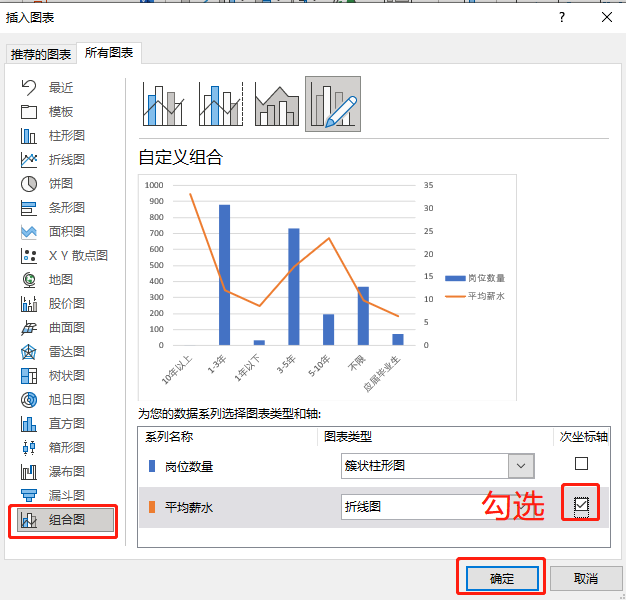 插入图表
?
推荐的图表 所有图表
最近
模板
柱形图
折线图
饼图
条形图
面积图
X Y 散点图
地图
股价图
曲面图
雷达图
树状图
旭日图
直方图
箱形图
瀑布图
漏斗图
组合图
自定义组合
1000
900
800
700
600
500
400
300
200
100
0
35
30
25
20
15
10
5
0
10年以上
1-3年
1年以下
3-5年
5-10年
不限
应届毕业生
岗位数量
平均薪水
为您的数据系列选择图表类型和轴:
系列名称 图表类型 次坐标轴
岗位数量 簇状柱形图
平均薪水 折线图 勾选
确定 取消